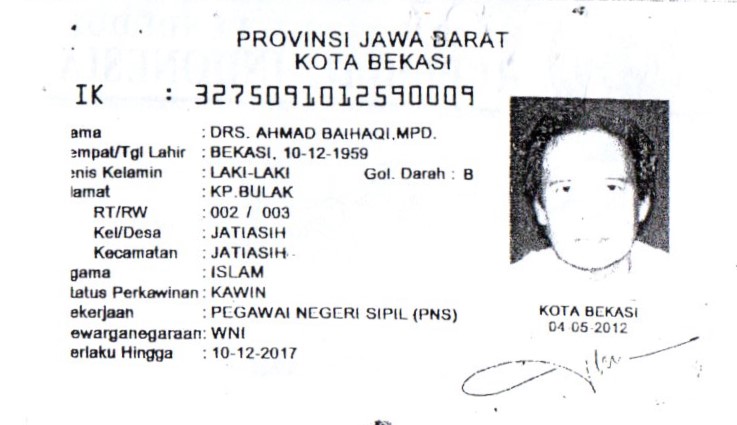 PROVINSI JAWA BARAT
KOTA BEKASI
IK : 3275091012590009
ama : DRS. AHMAD BAIHAQI,MPD.
empat/Tgl Lahir : BEKASI, 10-12-1959
enis Kelamin : LAKI-LAKI Gol. Darah : B
lamat : KP.BULAK
RT/RW : 002 / 003
Kel/Desa : JATIASIH
Kecamatan : JATIASIH
gama : ISLAM
tatus Perkawinan : KAWIN
ekerjaan : PEGAWAI NEGERI SIPIL (PNS)
ewarganegaraan: WNI
erlaku Hingga : 10-12-2017
KOTA BEKASI
04-05-2012